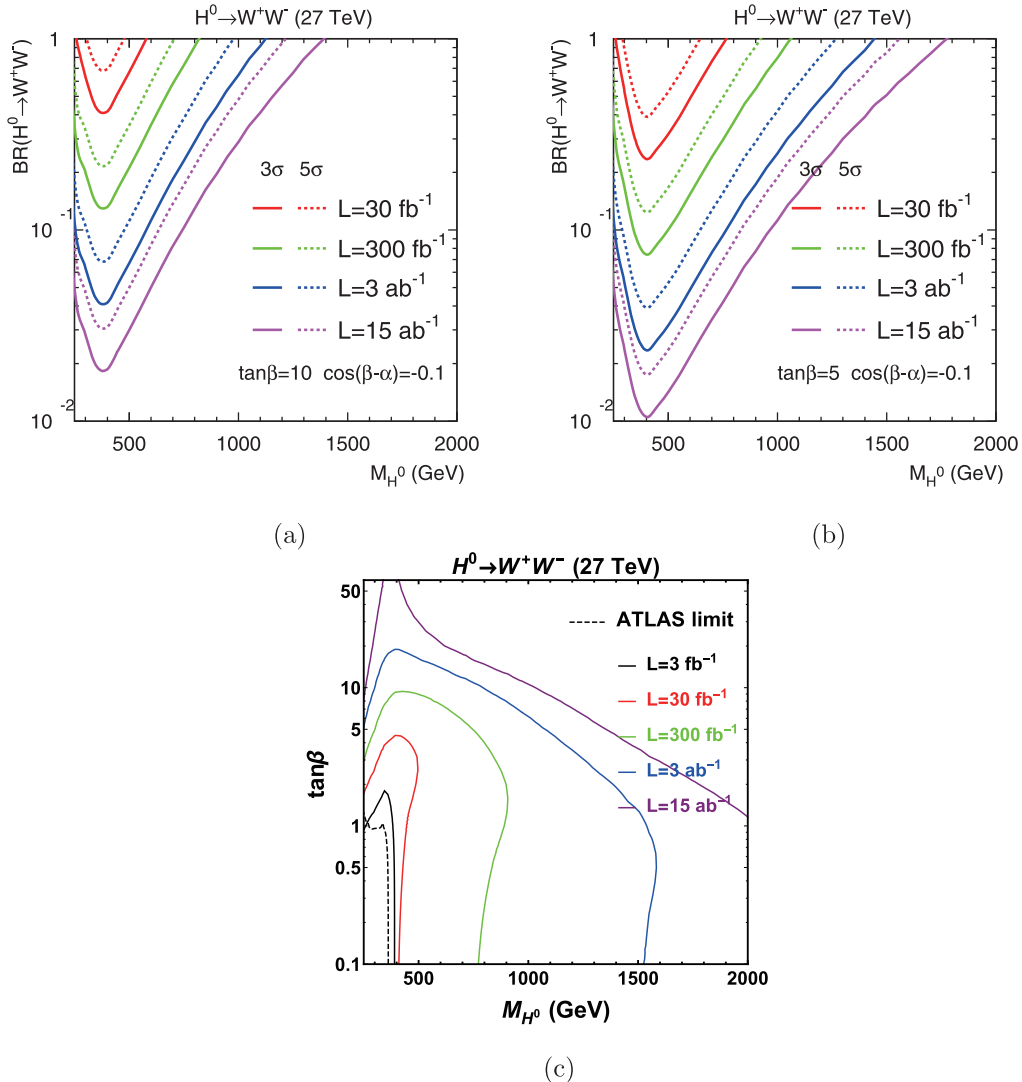 H⁰→W⁺W⁻ (27 TeV)
BR(H⁰→W⁺W⁻)
1
10⁻¹
10⁻²
3σ 5σ
L=30 fb⁻¹
L=300 fb⁻¹
L=3 ab⁻¹
L=15 ab⁻¹
tanβ=10 cos(β-α)=-0.1
500 1000 1500 2000
M_H⁰ (GeV)
(a)
H⁰→W⁺W⁻ (27 TeV)
BR(H⁰→W⁺W⁻)
1
10⁻¹
10⁻²
3σ 5σ
L=30 fb⁻¹
L=300 fb⁻¹
L=3 ab⁻¹
L=15 ab⁻¹
tanβ=5 cos(β-α)=-0.1
500 1000 1500 2000
M_H⁰ (GeV)
(b)
H⁰→W⁺W⁻ (27 TeV)
tanβ
50
10
5
1
0.5
0.1
ATLAS limit
L=3 fb⁻¹
L=30 fb⁻¹
L=300 fb⁻¹
L=3 ab⁻¹
L=15 ab⁻¹
500 1000 1500 2000
M_H⁰ (GeV)
(c)